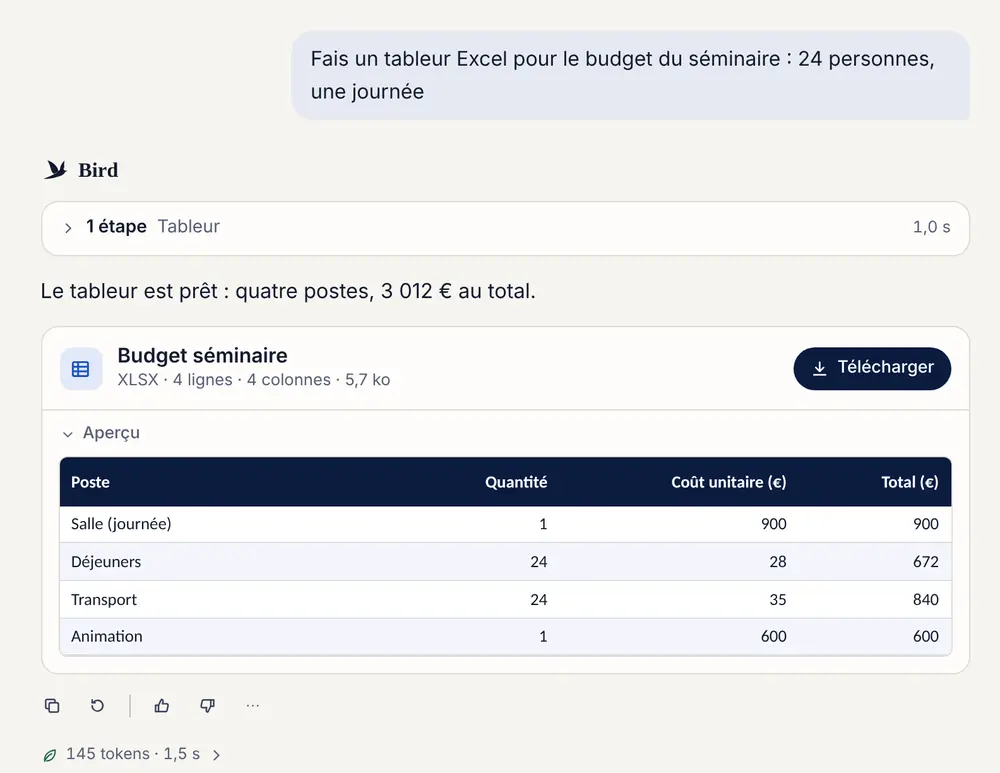 Fais un tableur Excel pour le budget du séminaire : 24 personnes,
une journée
Bird
1 étape Tableur 1,0 s
Le tableur est prêt : quatre postes, 3 012 € au total.
Budget séminaire
XLSX · 4 lignes · 4 colonnes · 5,7 ko
Télécharger
Aperçu
Poste Quantité Coût unitaire (€) Total (€)
Salle (journée) 1 900 900
Déjeuners 24 28 672
Transport 24 35 840
Animation 1 600 600
145 tokens · 1,5 s